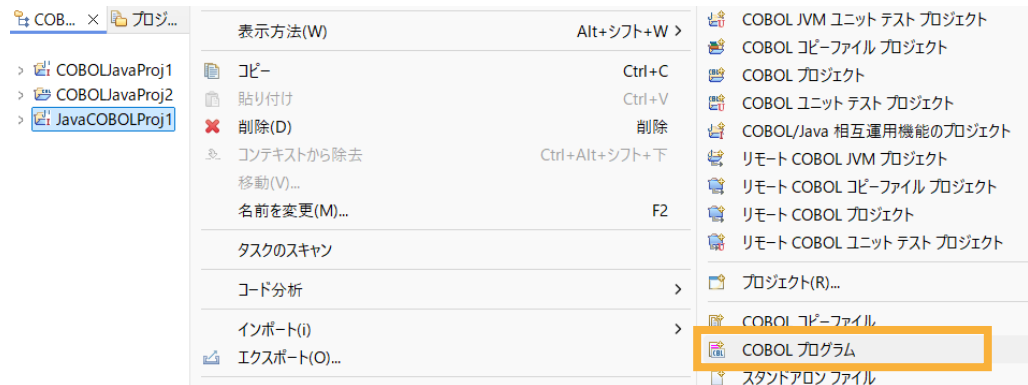 COB...
プロジ...
COBOLJavaProj1
COBOLJavaProj2
JavaCOBOLProj1
表示方法(W) Alt+シフト+W
コピー Ctrl+C
貼り付け Ctrl+V
削除(D) 削除
コンテキストから除去 Ctrl+Alt+シフト+下
移動(V)...
名前を変更(M)... F2
タスクのスキャン
コード分析
インポート(i)
エクスポート(O)...
COBOL JVM ユニット テスト プロジェクト
COBOL コピーファイル プロジェクト
COBOL プロジェクト
COBOL ユニット テスト プロジェクト
COBOL/Java 相互運用機能のプロジェクト
リモート COBOL JVM プロジェクト
リモート COBOL コピーファイル プロジェクト
リモート COBOL プロジェクト
リモート COBOL ユニット テスト プロジェクト
プロジェクト(R)...
COBOL コピーファイル
COBOL プログラム
スタンドアロン ファイル